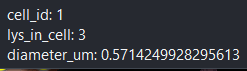 cell_id: 1
lys_in_cell: 3
diameter_um: 0.5714249928295613